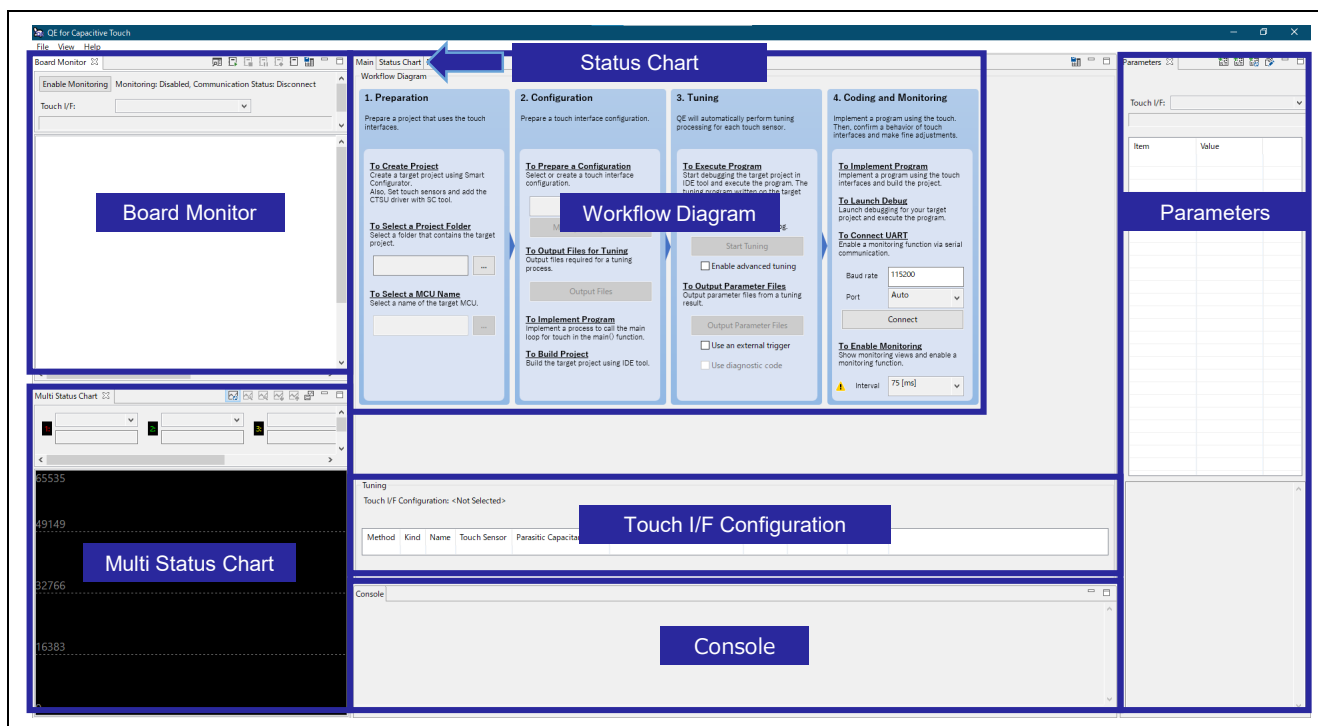 QE for Capacitive Touch
File View Help
Board Monitor
Enable Monitoring Monitoring: Disabled, Communication Status: Disconnect
Touch I/F:
Board Monitor
Main Status Chart
Status Chart
Workflow Diagram
1. Preparation
Prepare a project that uses the touch
interfaces.
To Create Project
Create a target project using Smart
Configurator.
Also, Set touch sensors and add the
CTSU driver with SC tool.
To Select a Project Folder
Select a folder that contains the target
project.
...
To Select a MCU Name
Select a name of the target MCU.
...
2. Configuration
Prepare a touch interface configuration.
To Prepare a Configuration
Select or create a touch interface
configuration.
To Output Files for Tuning
Output files required for a tuning
process.
Output Files
To Implement Program
Implement a process to call the main
loop for touch in the main() function.
To Build Project
Build the target project using IDE tool.
Workflow Diagram
3. Tuning
QE will automatically perform tuning
processing for each touch sensor.
To Execute Program
Start debugging the target project in
IDE tool and execute the program. The
tuning program written on the target
Start Tuning
Enable advanced tuning
To Output Parameter Files
Output parameter files from a tuning
result.
Output Parameter Files
Use an external trigger
Use diagnostic code
4. Coding and Monitoring
Implement a program using the touch.
Then, confirm a behavior of touch
interfaces and make fine adjustments.
To Implement Program
Implement a program using the touch
interfaces and build the project.
To Launch Debug
Launch debugging for your target
project and execute the program.
To Connect UART
Enable a monitoring function via serial
communication.
Baud rate 115200
Port Auto
Connect
To Enable Monitoring
Show monitoring views and enable a
monitoring function.
Interval 75 [ms]
Parameters
Touch I/F:
Item Value
Parameters
Multi Status Chart
1: 2: 3:
65535
49149
32766
16383
Multi Status Chart
Tuning
Touch I/F Configuration: <Not Selected>
Method Kind Name Touch Sensor
Touch I/F Configuration
Console
Console